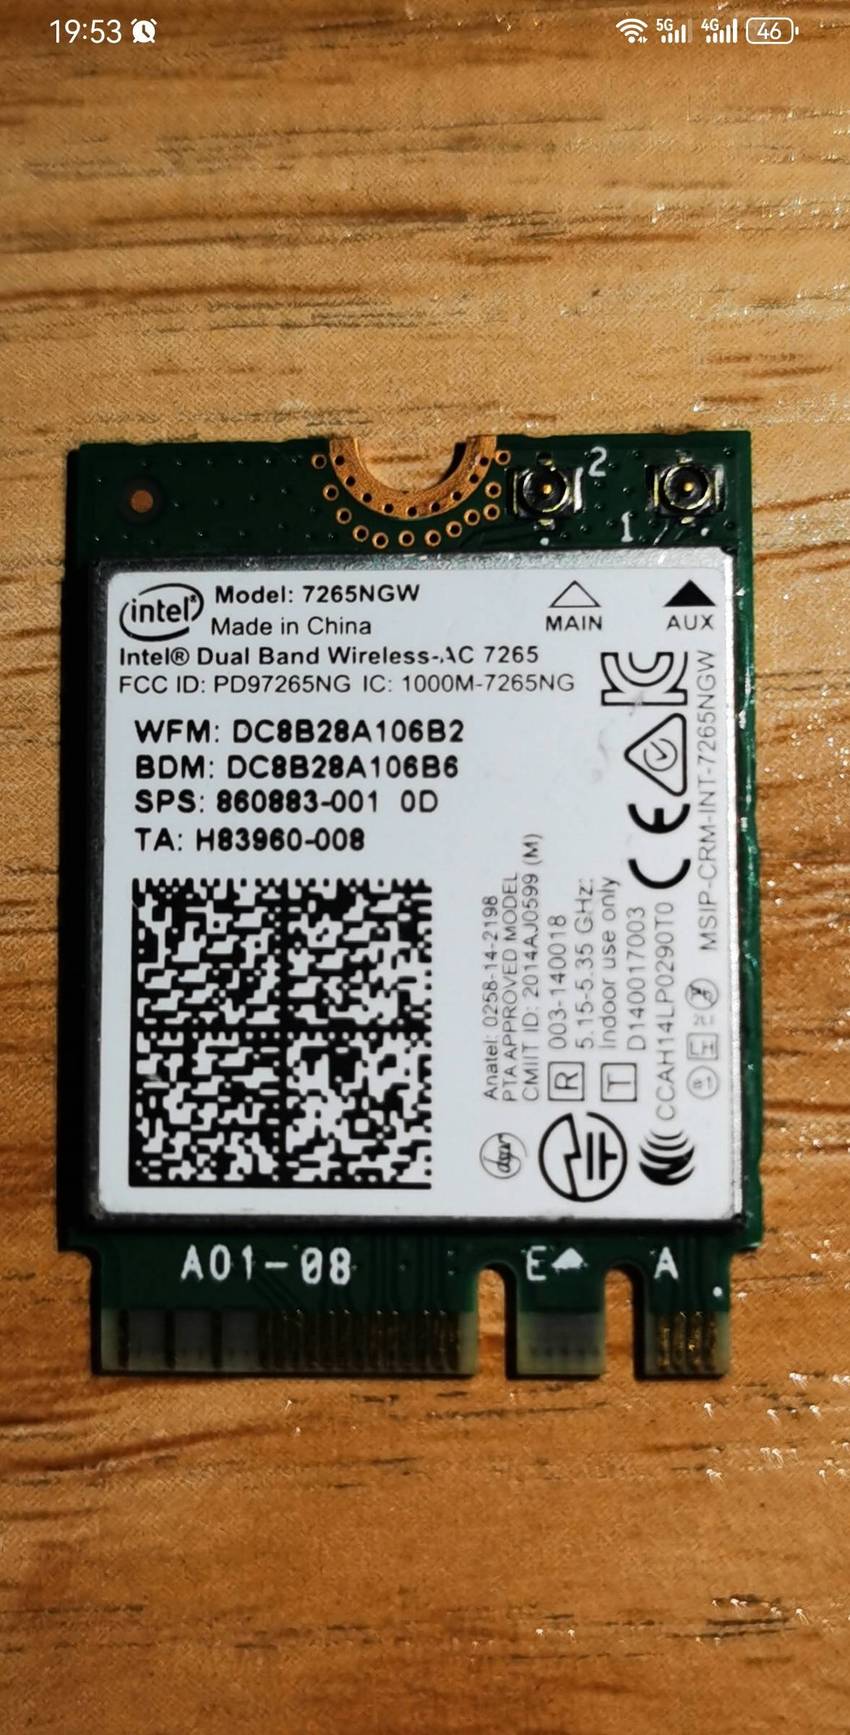 19:53
5G
4G
46
2
1
intel
Model: 7265NGW
Made in China
MAIN
AUX
Intel® Dual Band Wireless-AC 7265
FCC ID: PD97265NG IC: 1000M-7265NG
WFM: DC8B28A106B2
BDM: DC8B28A106B6
SPS: 860883-001 0D
TA: H83960-008
Anatel: 0258-14-2198
PTA APPROVED MODEL
CMIIT ID: 2014AJ0599 (M)
R 003-140018
5.15-5.35 GHz:
Indoor use only
T D140017003
CCAH14LP0290T0
MSIP-CRM-INT-7265NGW
CE
A01-08
E
A